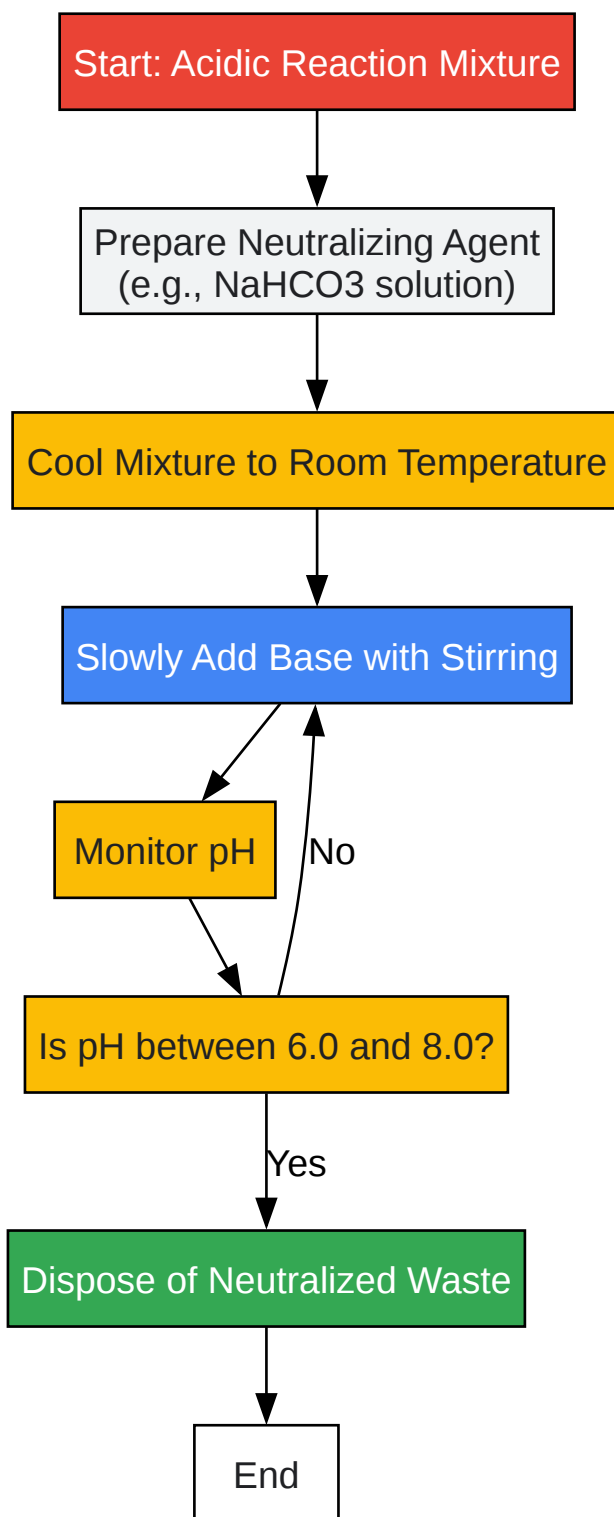 Start: Acidic Reaction Mixture
Prepare Neutralizing Agent
(e.g., NaHCO3 solution)
Cool Mixture to Room Temperature
Slowly Add Base with Stirring
Monitor pH
No
Is pH between 6.0 and 8.0?
Yes
Dispose of Neutralized Waste
End